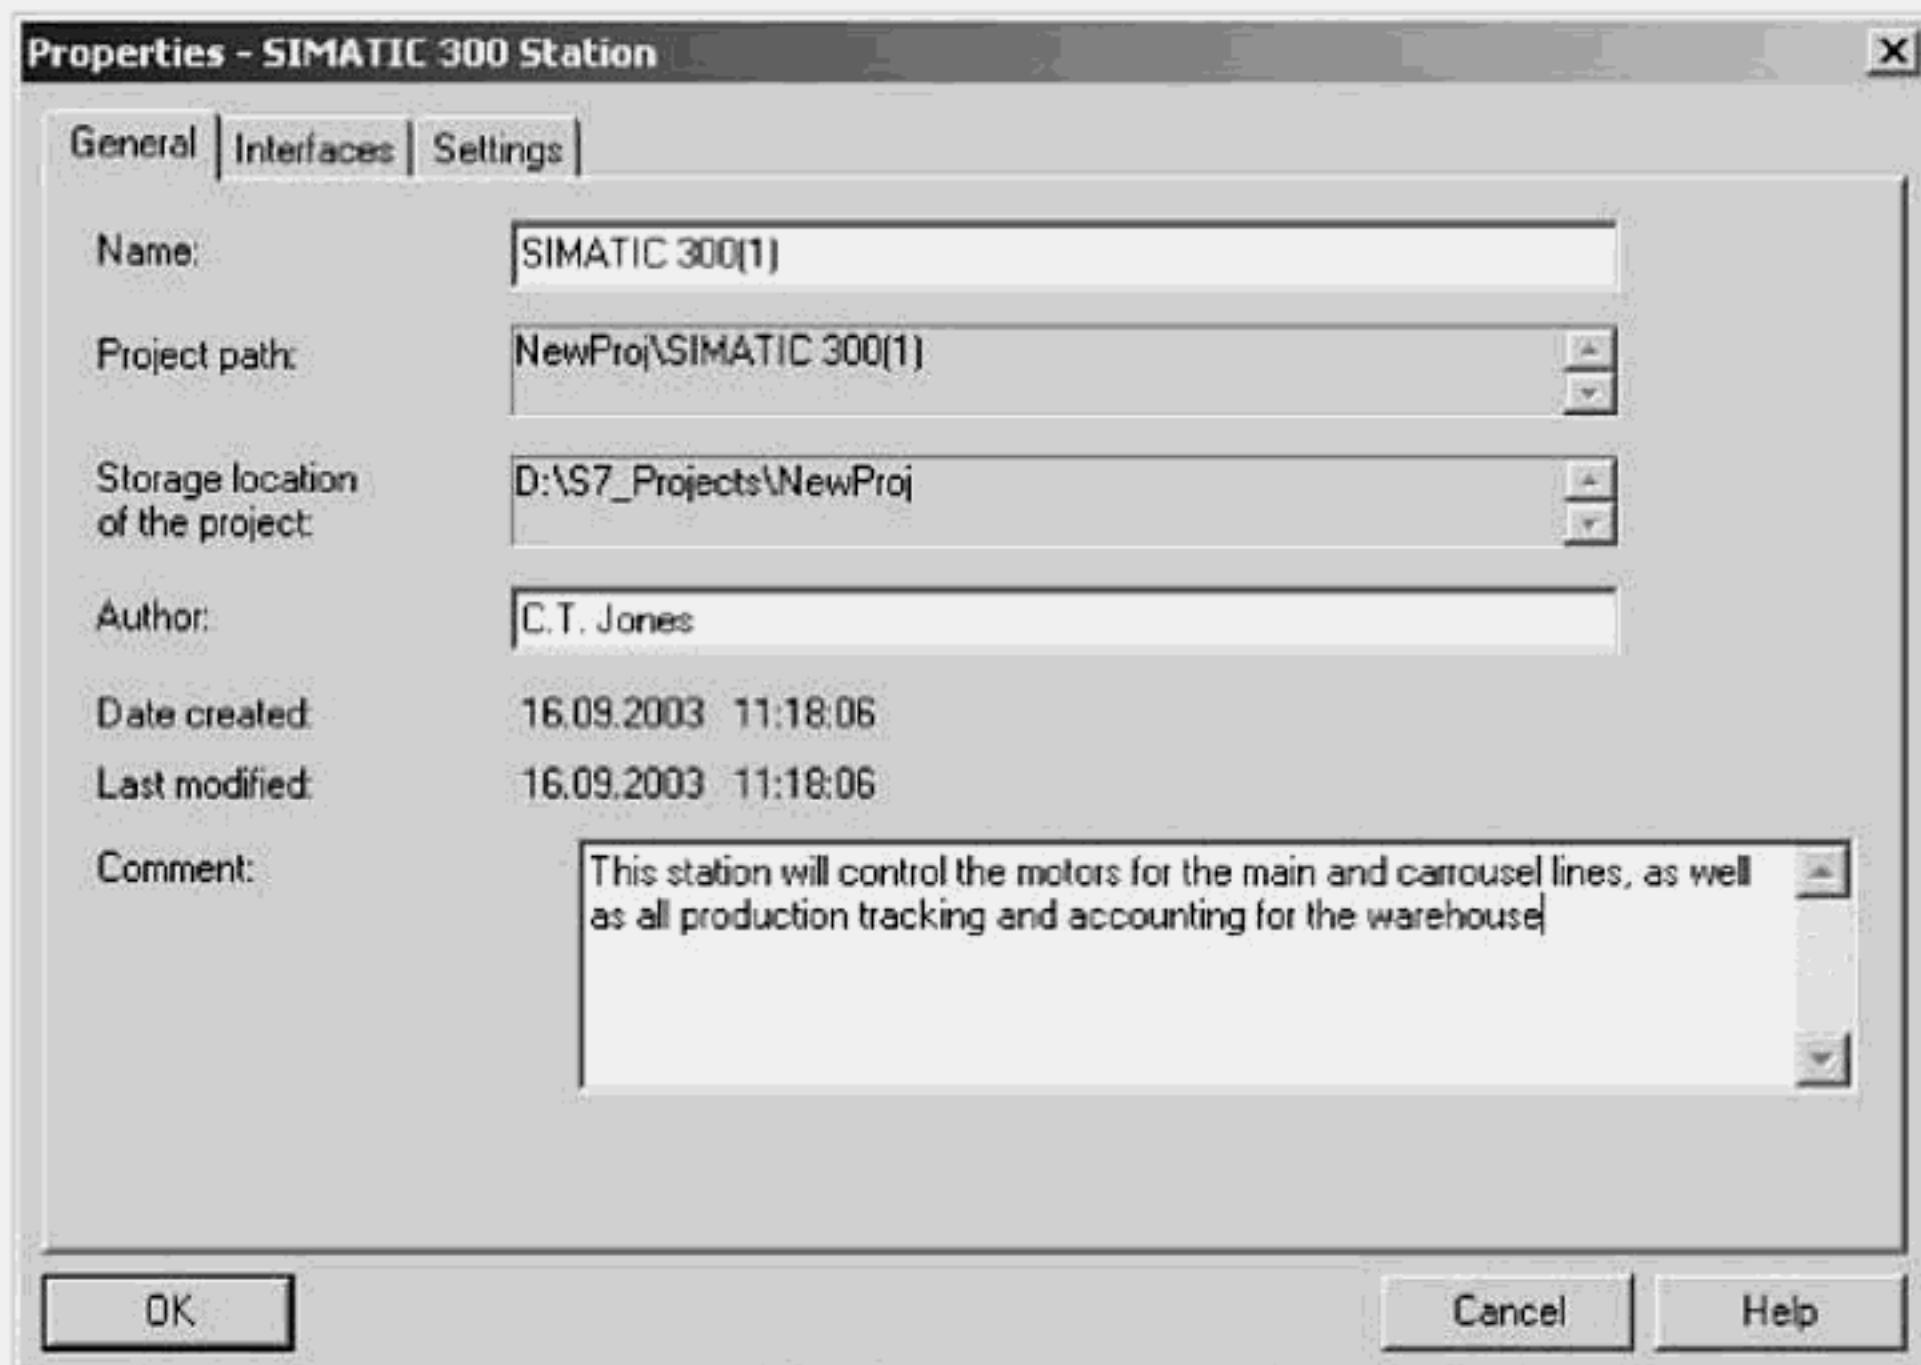 Properties - SIMATIC 300 Station
General Interfaces Settings
Name: SIMATIC 300(1)
Project path: NewProj\SIMATIC 300(1)
Storage location
of the project: D:\S7_Projects\NewProj
Author: C.T. Jones
Date created: 16.09.2003 11:18:06
Last modified: 16.09.2003 11:18:06
Comment: This station will control the motors for the main and carrousel lines, as well
as all production tracking and accounting for the warehouse
OK Cancel Help